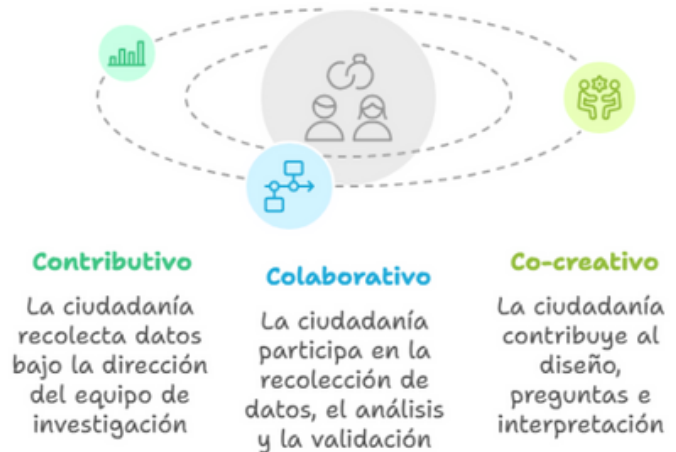 Contributivo
La ciudadanía
recolecta datos
bajo la dirección
del equipo de
investigación
Colaborativo
La ciudadanía
participa en la
recolección de
datos, el análisis
y la validación
Co-creativo
La ciudadanía
contribuye al
diseño,
preguntas e
interpretación